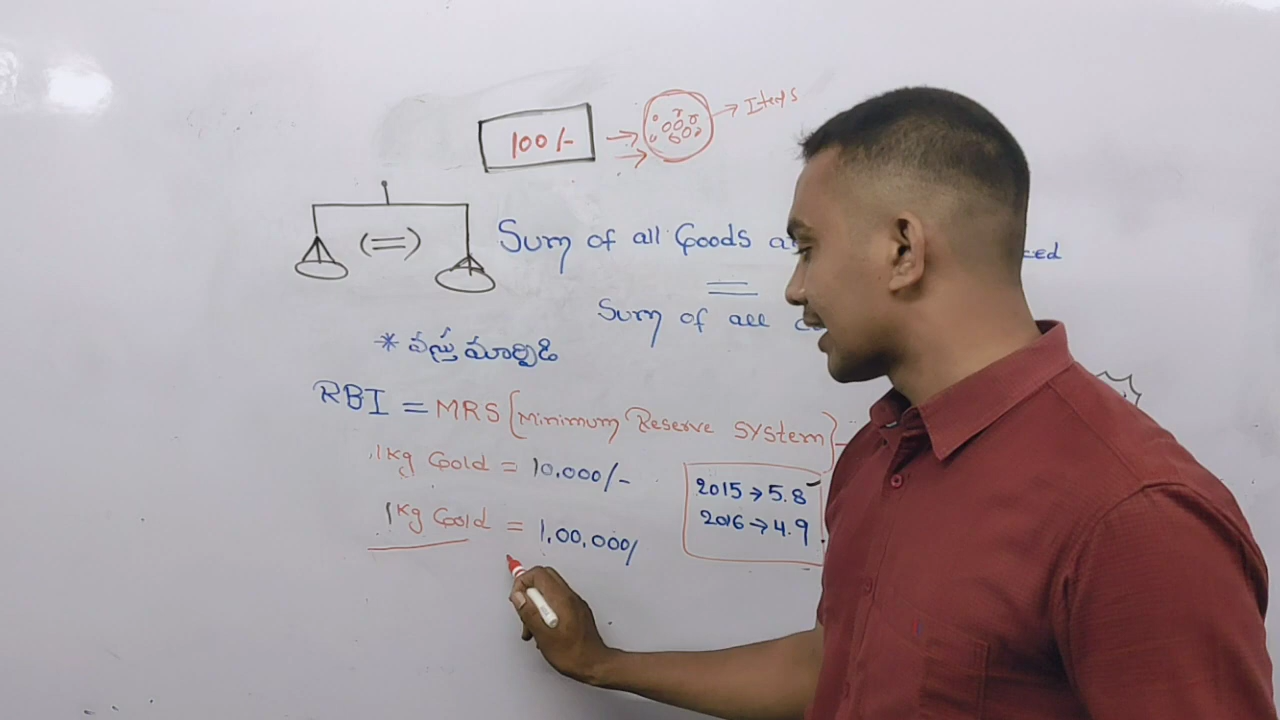 100/-
Items
(=)
Sum of all Goods a ced
=
Sum of all
* వస్తు మార్పిడి
RBI = MRS [Minimum Reserve System]
1kg Gold = 10,000/-
1kg Gold = 1,00,000/
2015 → 5.8
2016 → 4.9